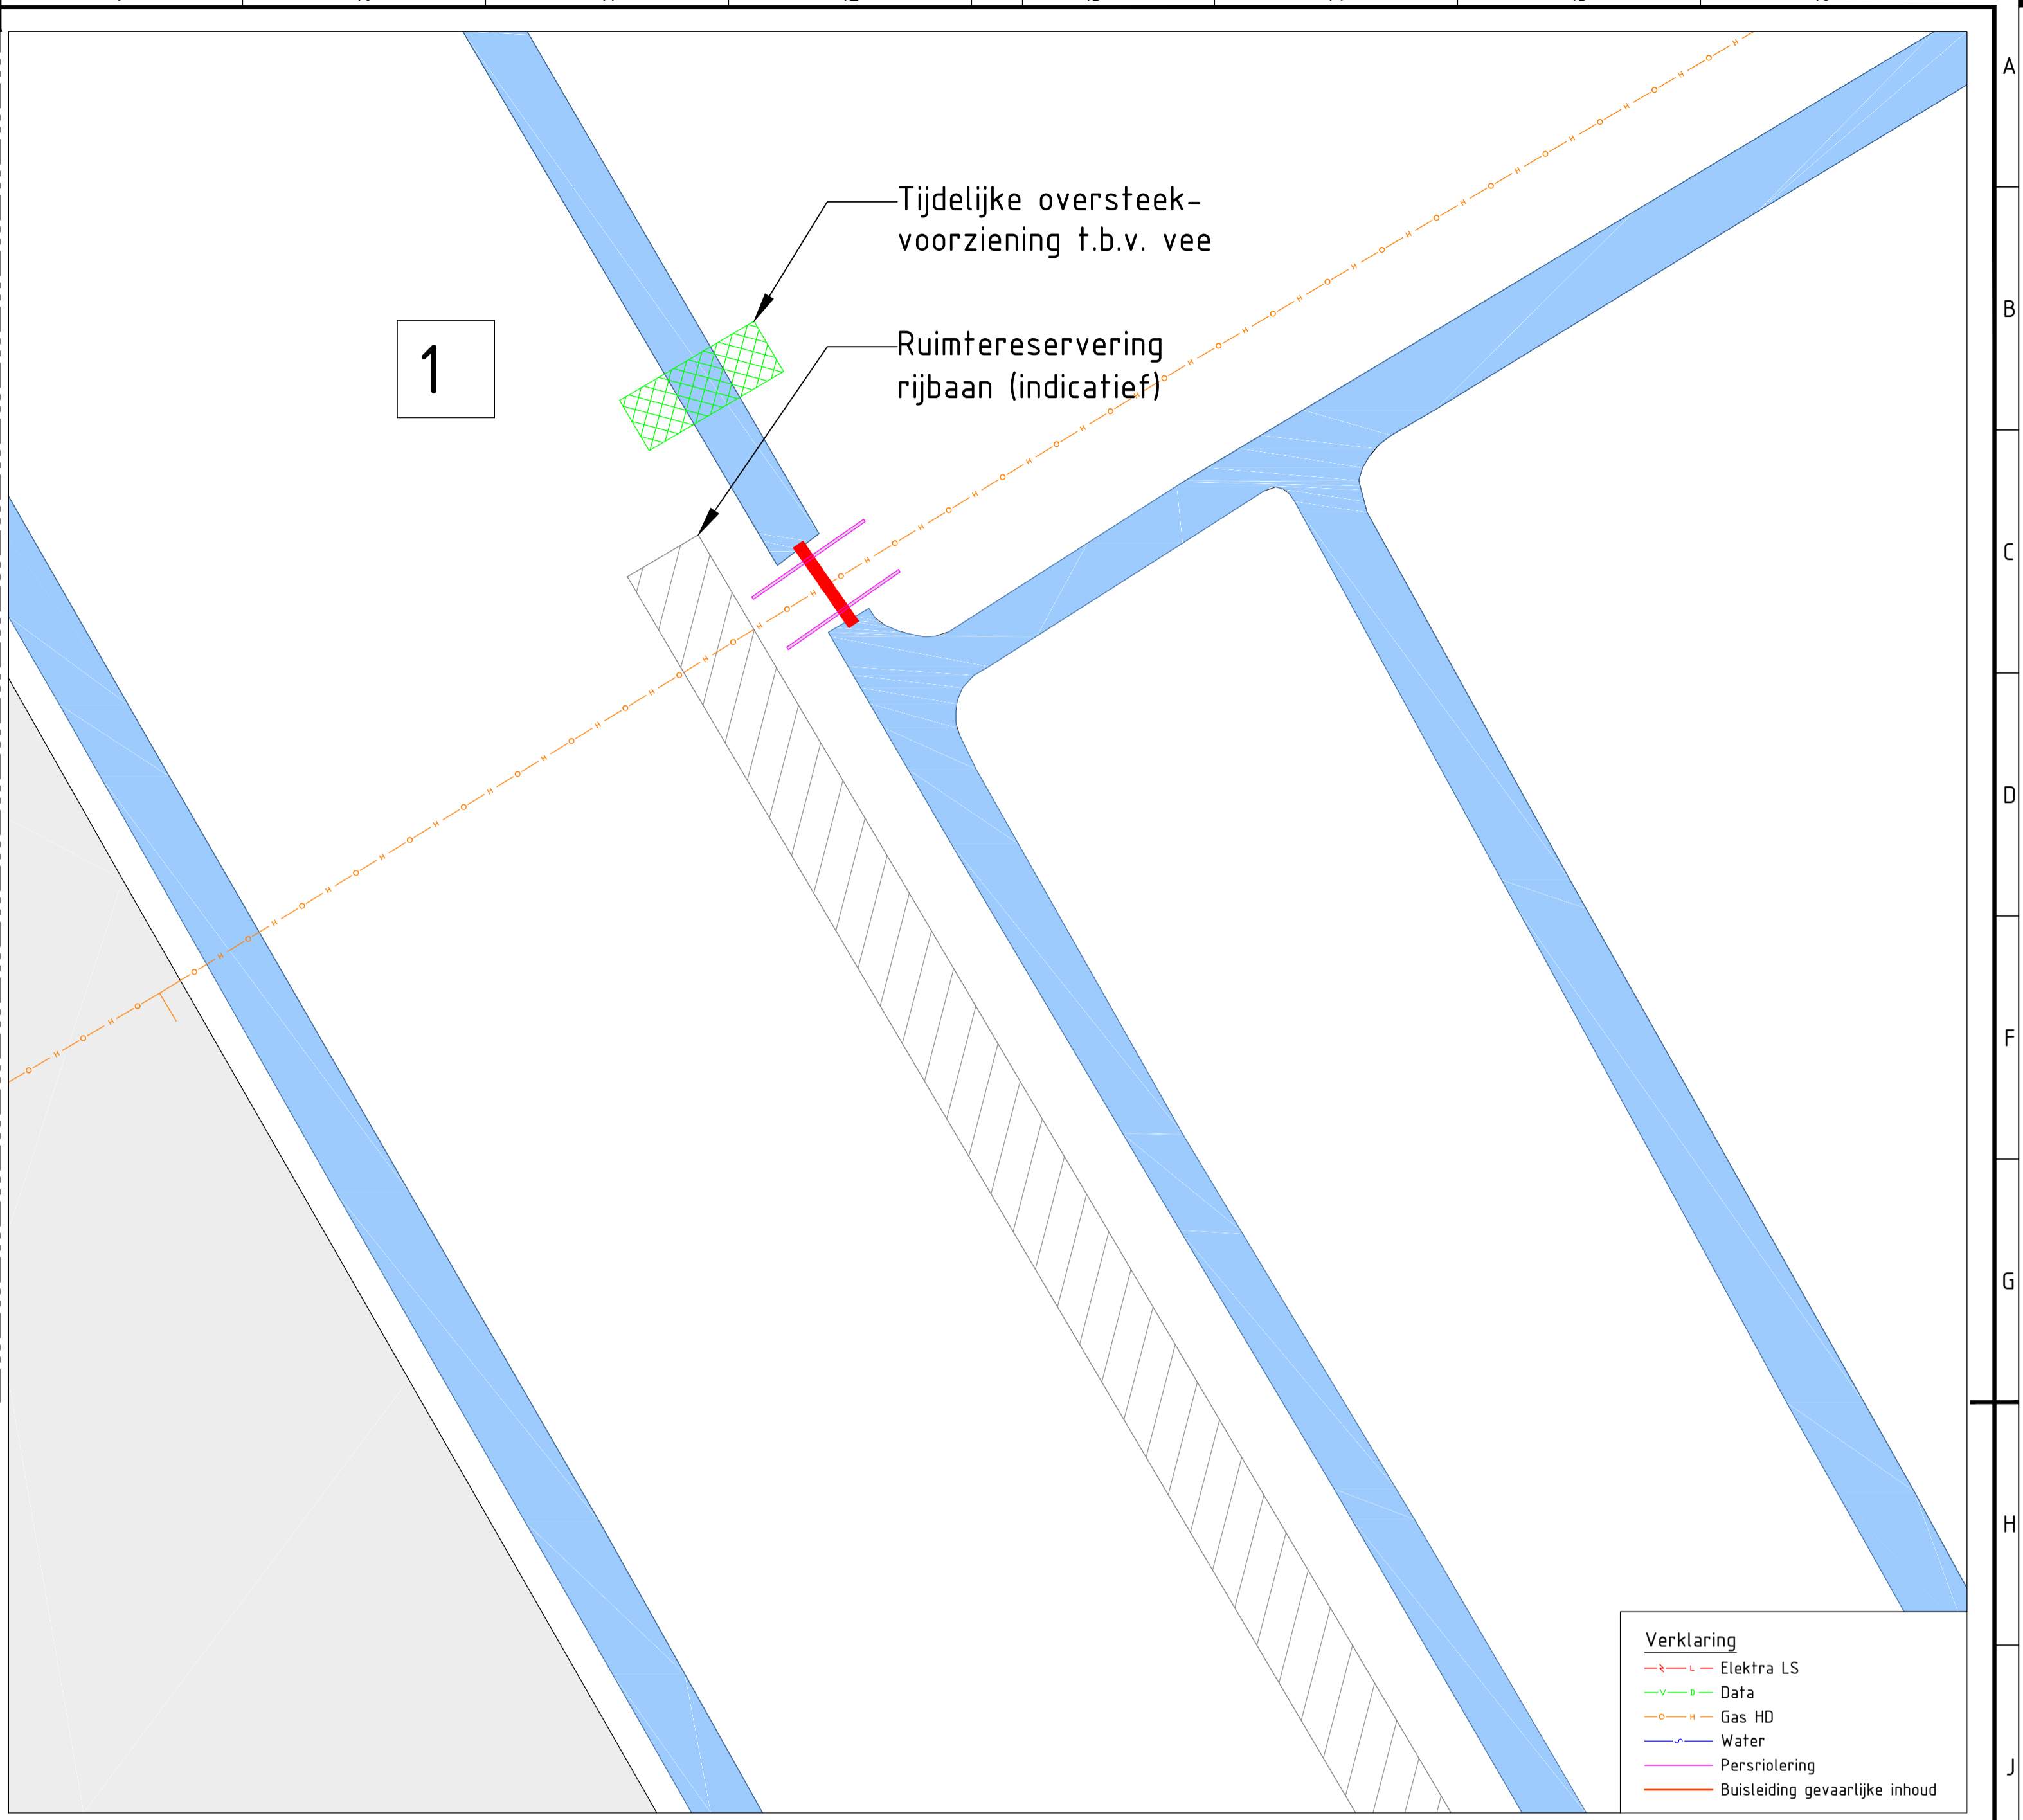 A
Tijdelijke oversteek-
voorziening t.b.v. vee
B
Ruimtereservering
rijbaan (indicatief)
1
C
D
F
G
H
Verklaring
Elektra LS
Data
Gas HD
Water
Persriolering
Buisleiding gevaarlijke inhoud
J